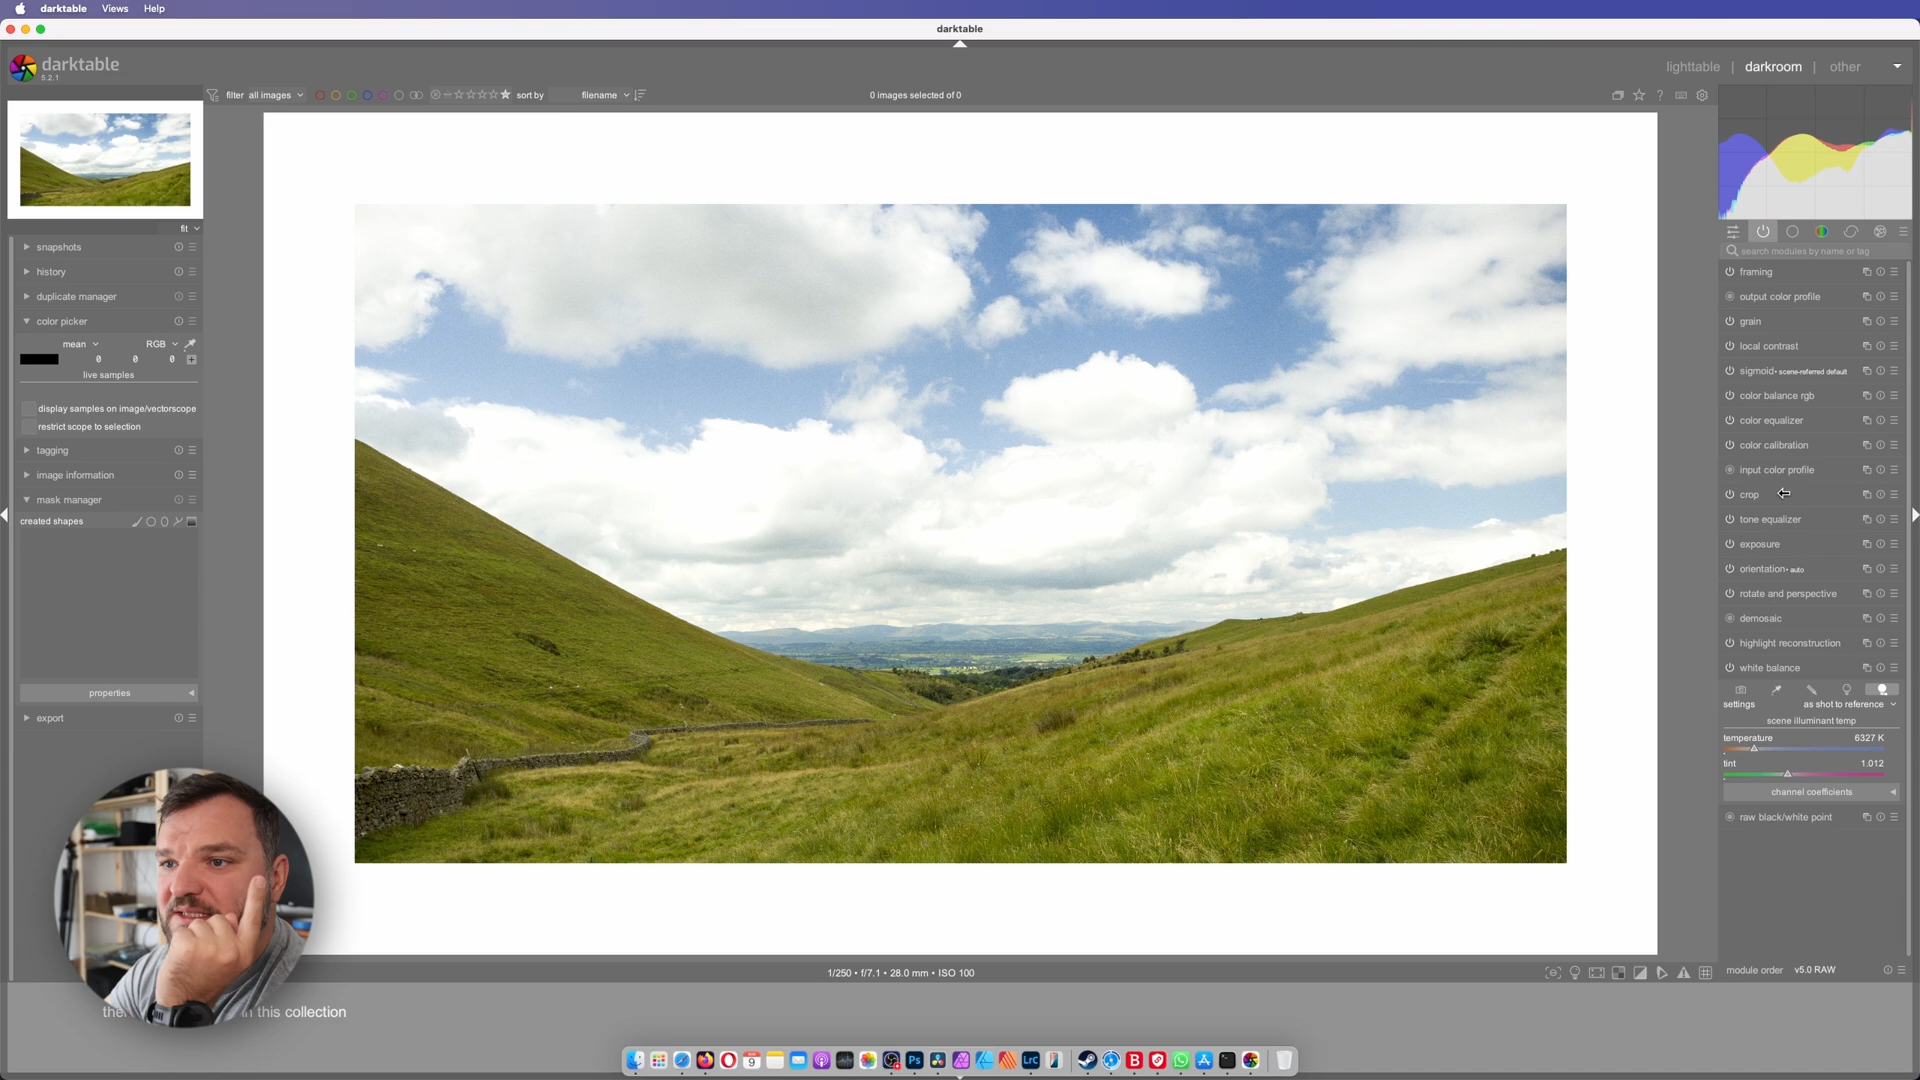 darktable Views Help
darktable
darktable
5.2.1
lighttable | darkroom | other
filter all images sort by filename
0 images selected of 0
fit
snapshots
history
duplicate manager
color picker
mean RGB
0 0 0
live samples
display samples on image/vectorscope
restrict scope to selection
tagging
image information
mask manager
created shapes
properties
export
search modules by name or tag
framing
output color profile
grain
local contrast
sigmoid • scene-referred default
color balance rgb
color equalizer
color calibration
input color profile
crop
tone equalizer
exposure
orientation • auto
rotate and perspective
demosaic
highlight reconstruction
white balance
settings as shot to reference
scene illuminant temp
temperature 6327 K
tint 1.012
channel coefficients
raw black/white point
module order v5.0 RAW
1/250 • f/7.1 • 28.0 mm • ISO 100
in this collection
9
Ps
LrC
B